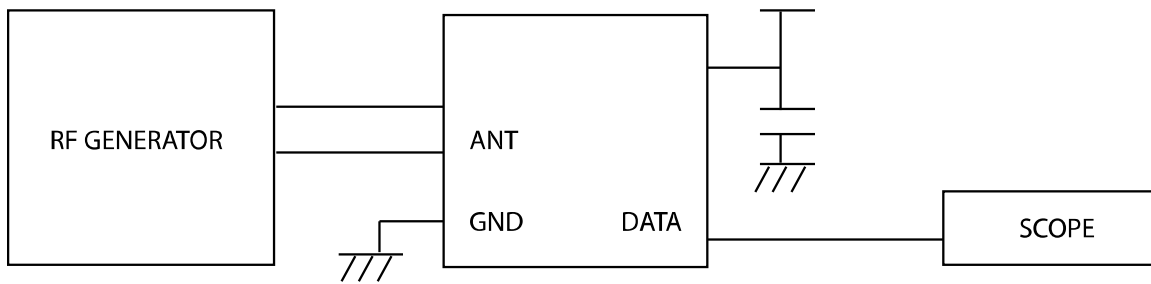 RF GENERATOR
ANT
GND
DATA
SCOPE